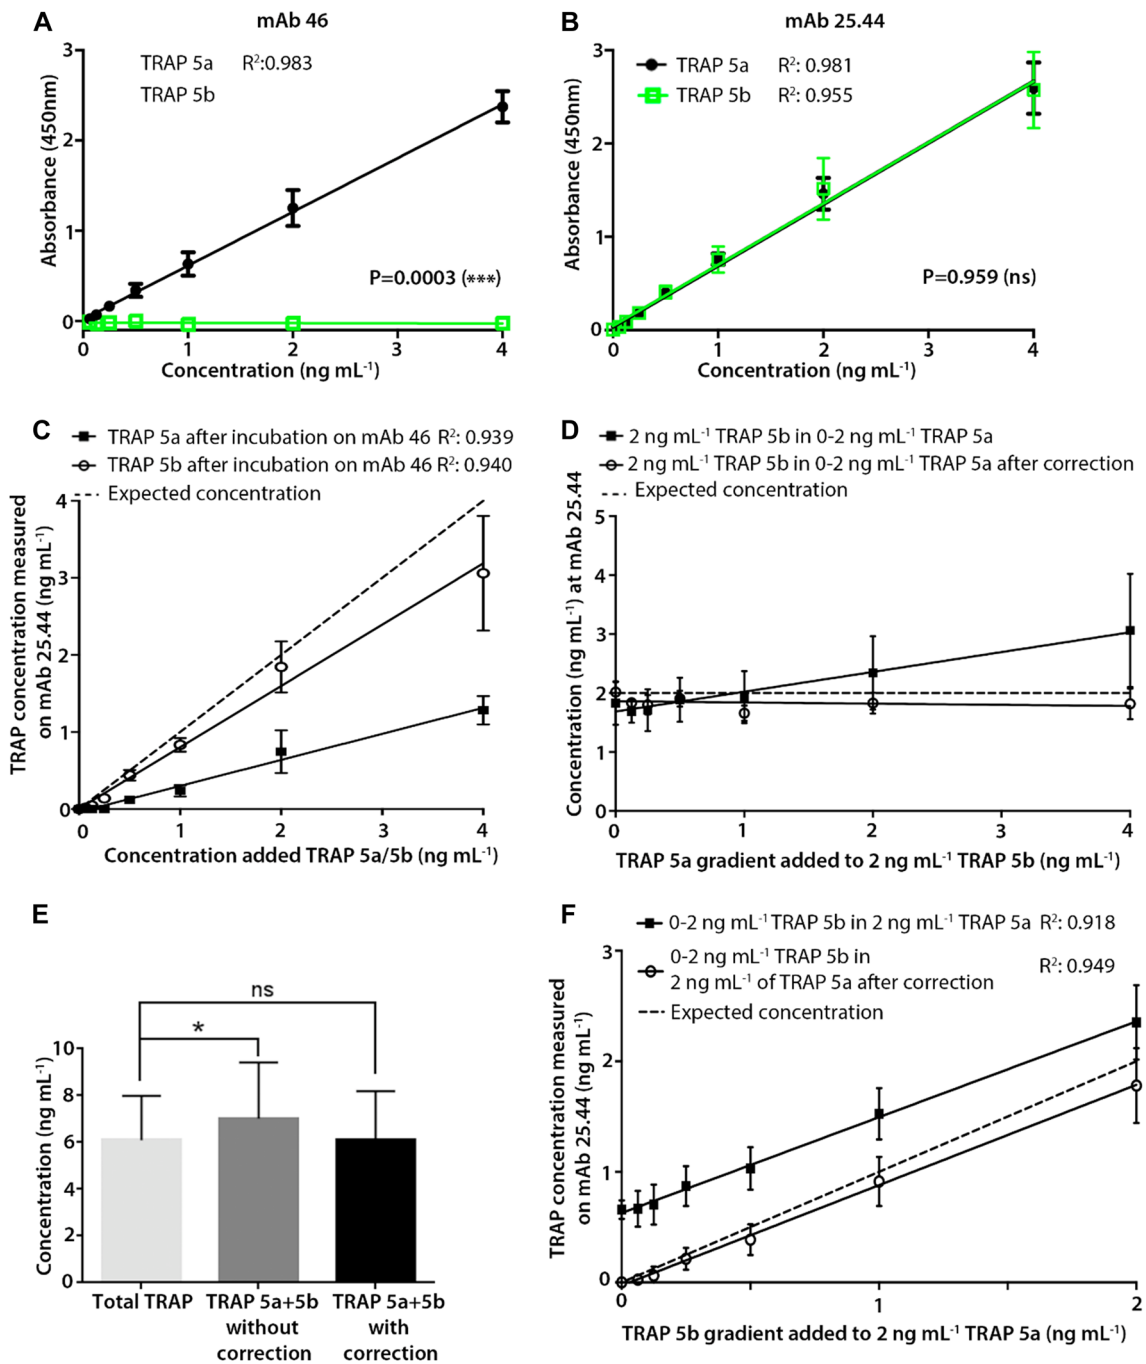 A
mAb 46
TRAP 5a R²:0.983
TRAP 5b
Absorbance (450nm)
3
2
1
0
P=0.0003 (***)
0 1 2 3 4
Concentration (ng mL⁻¹)
B
mAb 25.44
TRAP 5a R²: 0.981
TRAP 5b R²: 0.955
Absorbance (450nm)
3
2
1
0
P=0.959 (ns)
0 1 2 3 4
Concentration (ng mL⁻¹)
C
TRAP 5a after incubation on mAb 46 R²: 0.939
TRAP 5b after incubation on mAb 46 R²: 0.940
Expected concentration
TRAP concentration measured
on mAb 25.44 (ng mL⁻¹)
4
3
2
1
0
0 1 2 4
Concentration added TRAP 5a/5b (ng mL⁻¹)
D
2 ng mL⁻¹ TRAP 5b in 0-2 ng mL⁻¹ TRAP 5a
2 ng mL⁻¹ TRAP 5b in 0-2 ng mL⁻¹ TRAP 5a after correction
Expected concentration
Concentration (ng mL⁻¹) at mAb 25.44
5
4
3
2
1
0
0 1 2 3 4
TRAP 5a gradient added to 2 ng mL⁻¹ TRAP 5b (ng mL⁻¹)
E
ns
*
Concentration (ng mL⁻¹)
10
8
6
4
2
0
Total TRAP
TRAP 5a+5b
without
correction
TRAP 5a+5b
with
correction
F
0-2 ng mL⁻¹ TRAP 5b in 2 ng mL⁻¹ TRAP 5a R²: 0.918
0-2 ng mL⁻¹ TRAP 5b in
2 ng mL⁻¹ of TRAP 5a after correction
R²: 0.949
Expected concentration
TRAP concentration measured
on mAb 25.44 (ng mL⁻¹)
3
2
1
0
0 1 2
TRAP 5b gradient added to 2 ng mL⁻¹ TRAP 5a (ng mL⁻¹)